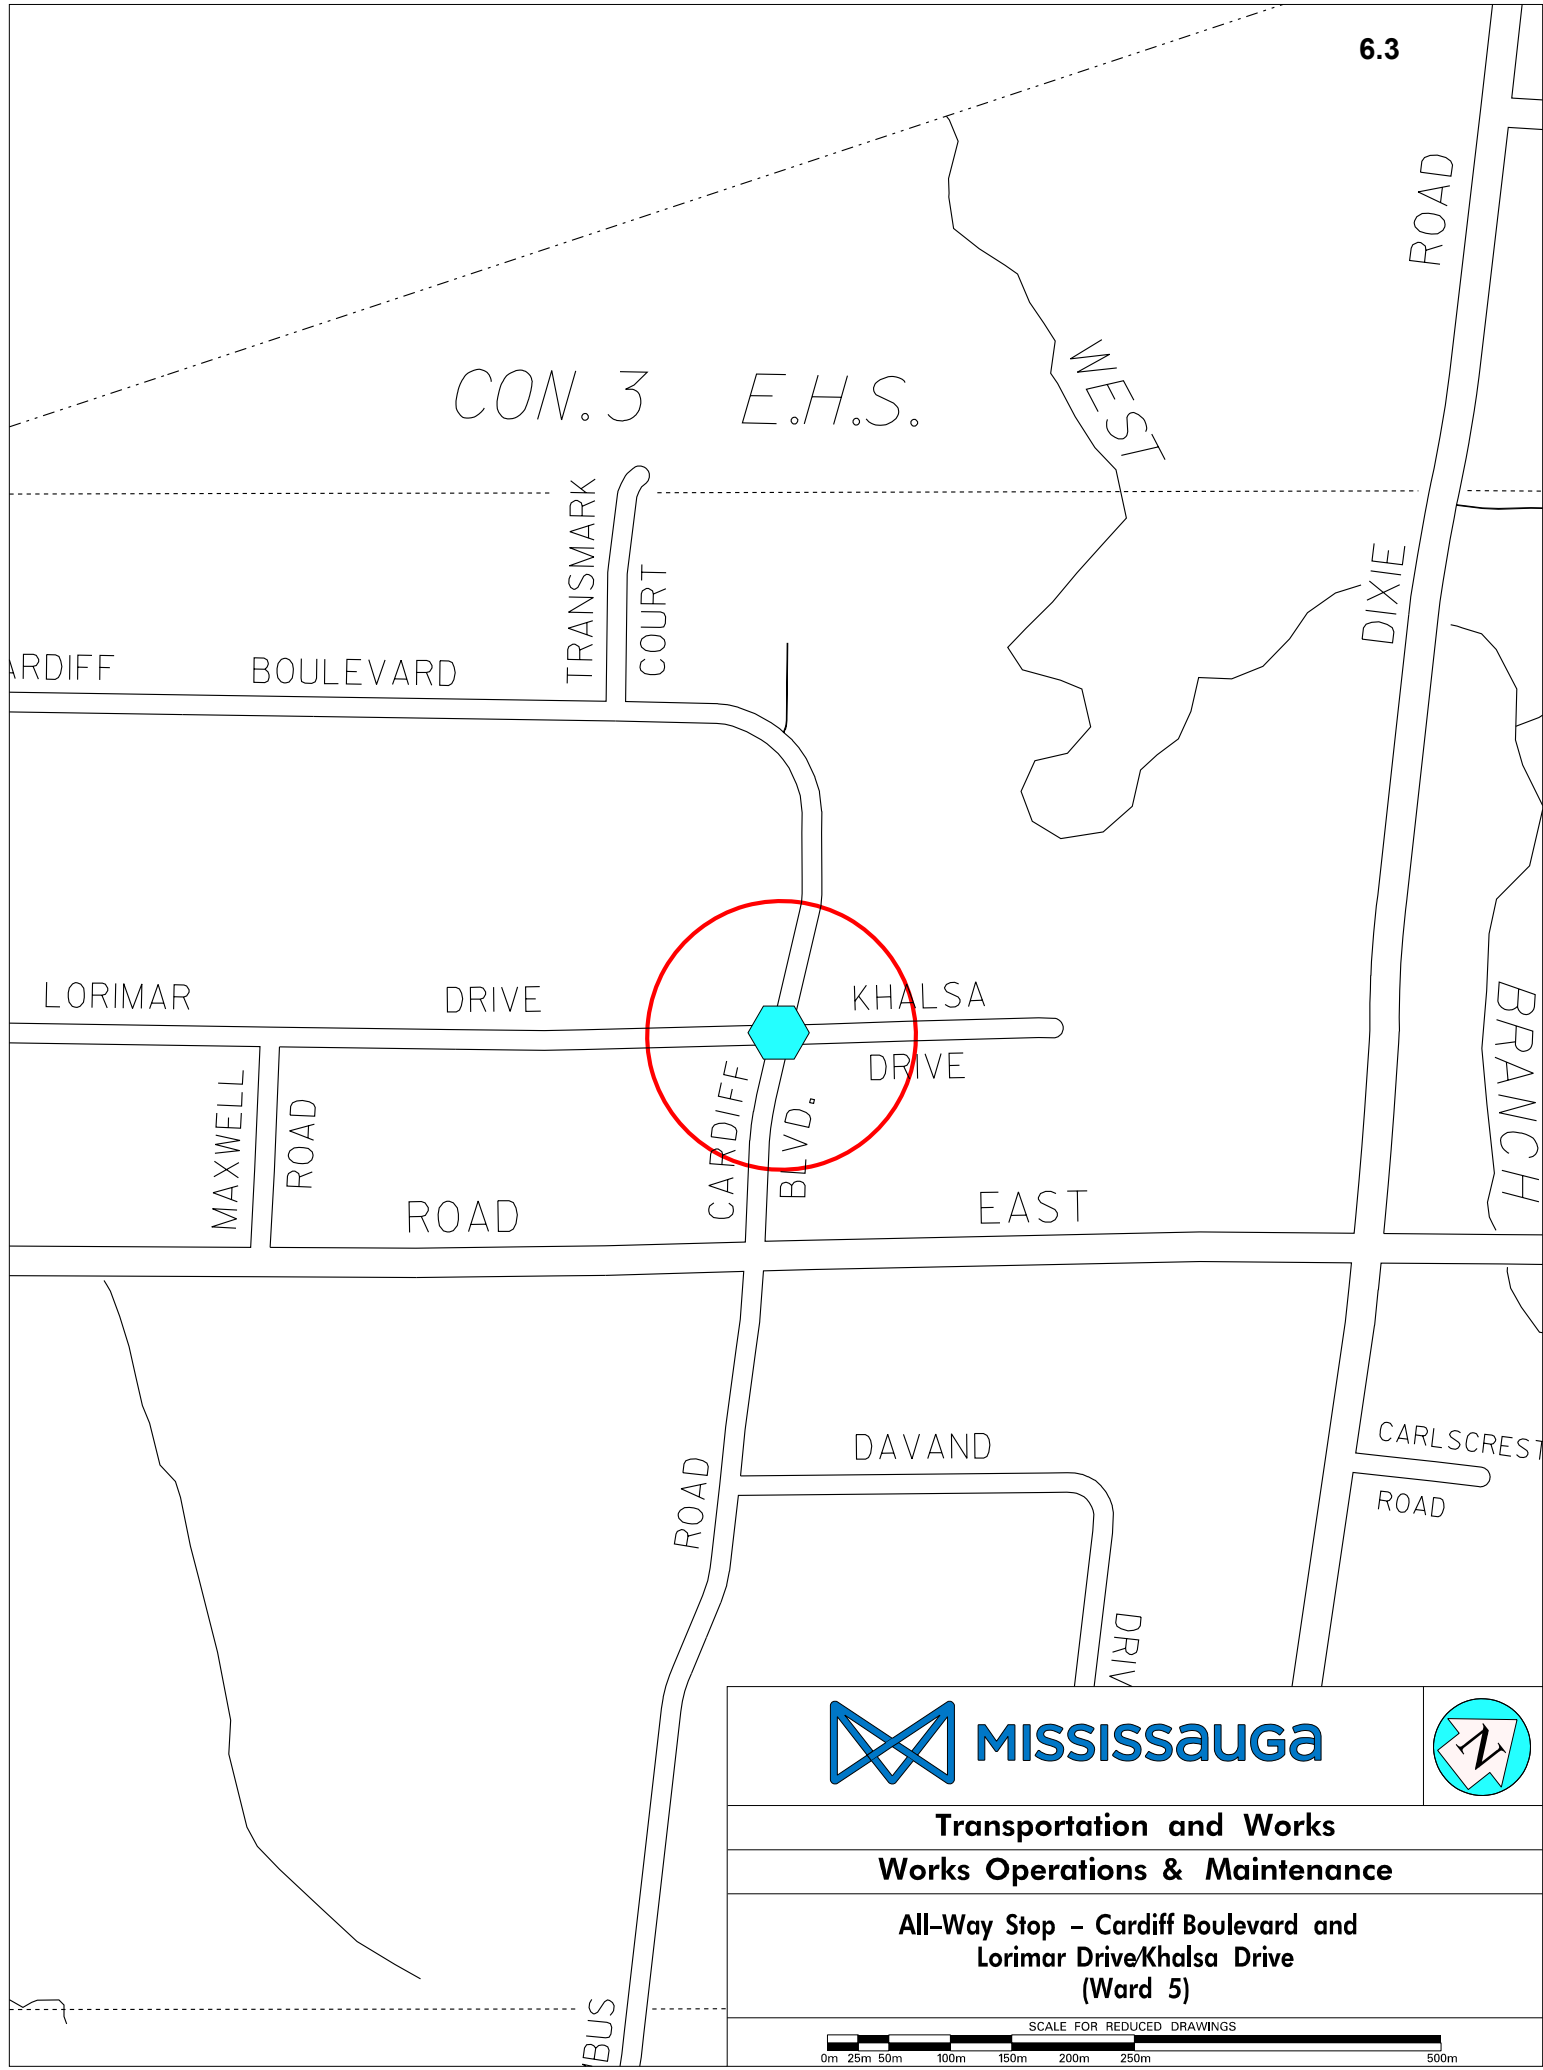 6.3
ROAD
CON. 3 E.H.S.
WEST
TRANSMARK
COURT
DIXIE
ARDIFF BOULEVARD
LORIMAR DRIVE KHALSA
DRIVE
BRANCH
MAXWELL
ROAD
CARDIFF
BLVD.
ROAD EAST
DAVAND
CARLSCREST
ROAD
ROAD
DRIV
MISSISSauGa
N
Transportation and Works
Works Operations & Maintenance
All-Way Stop - Cardiff Boulevard and
Lorimar Drive/Khalsa Drive
(Ward 5)
SCALE FOR REDUCED DRAWINGS
0m 25m 50m 100m 150m 200m 250m 500m
IBUS